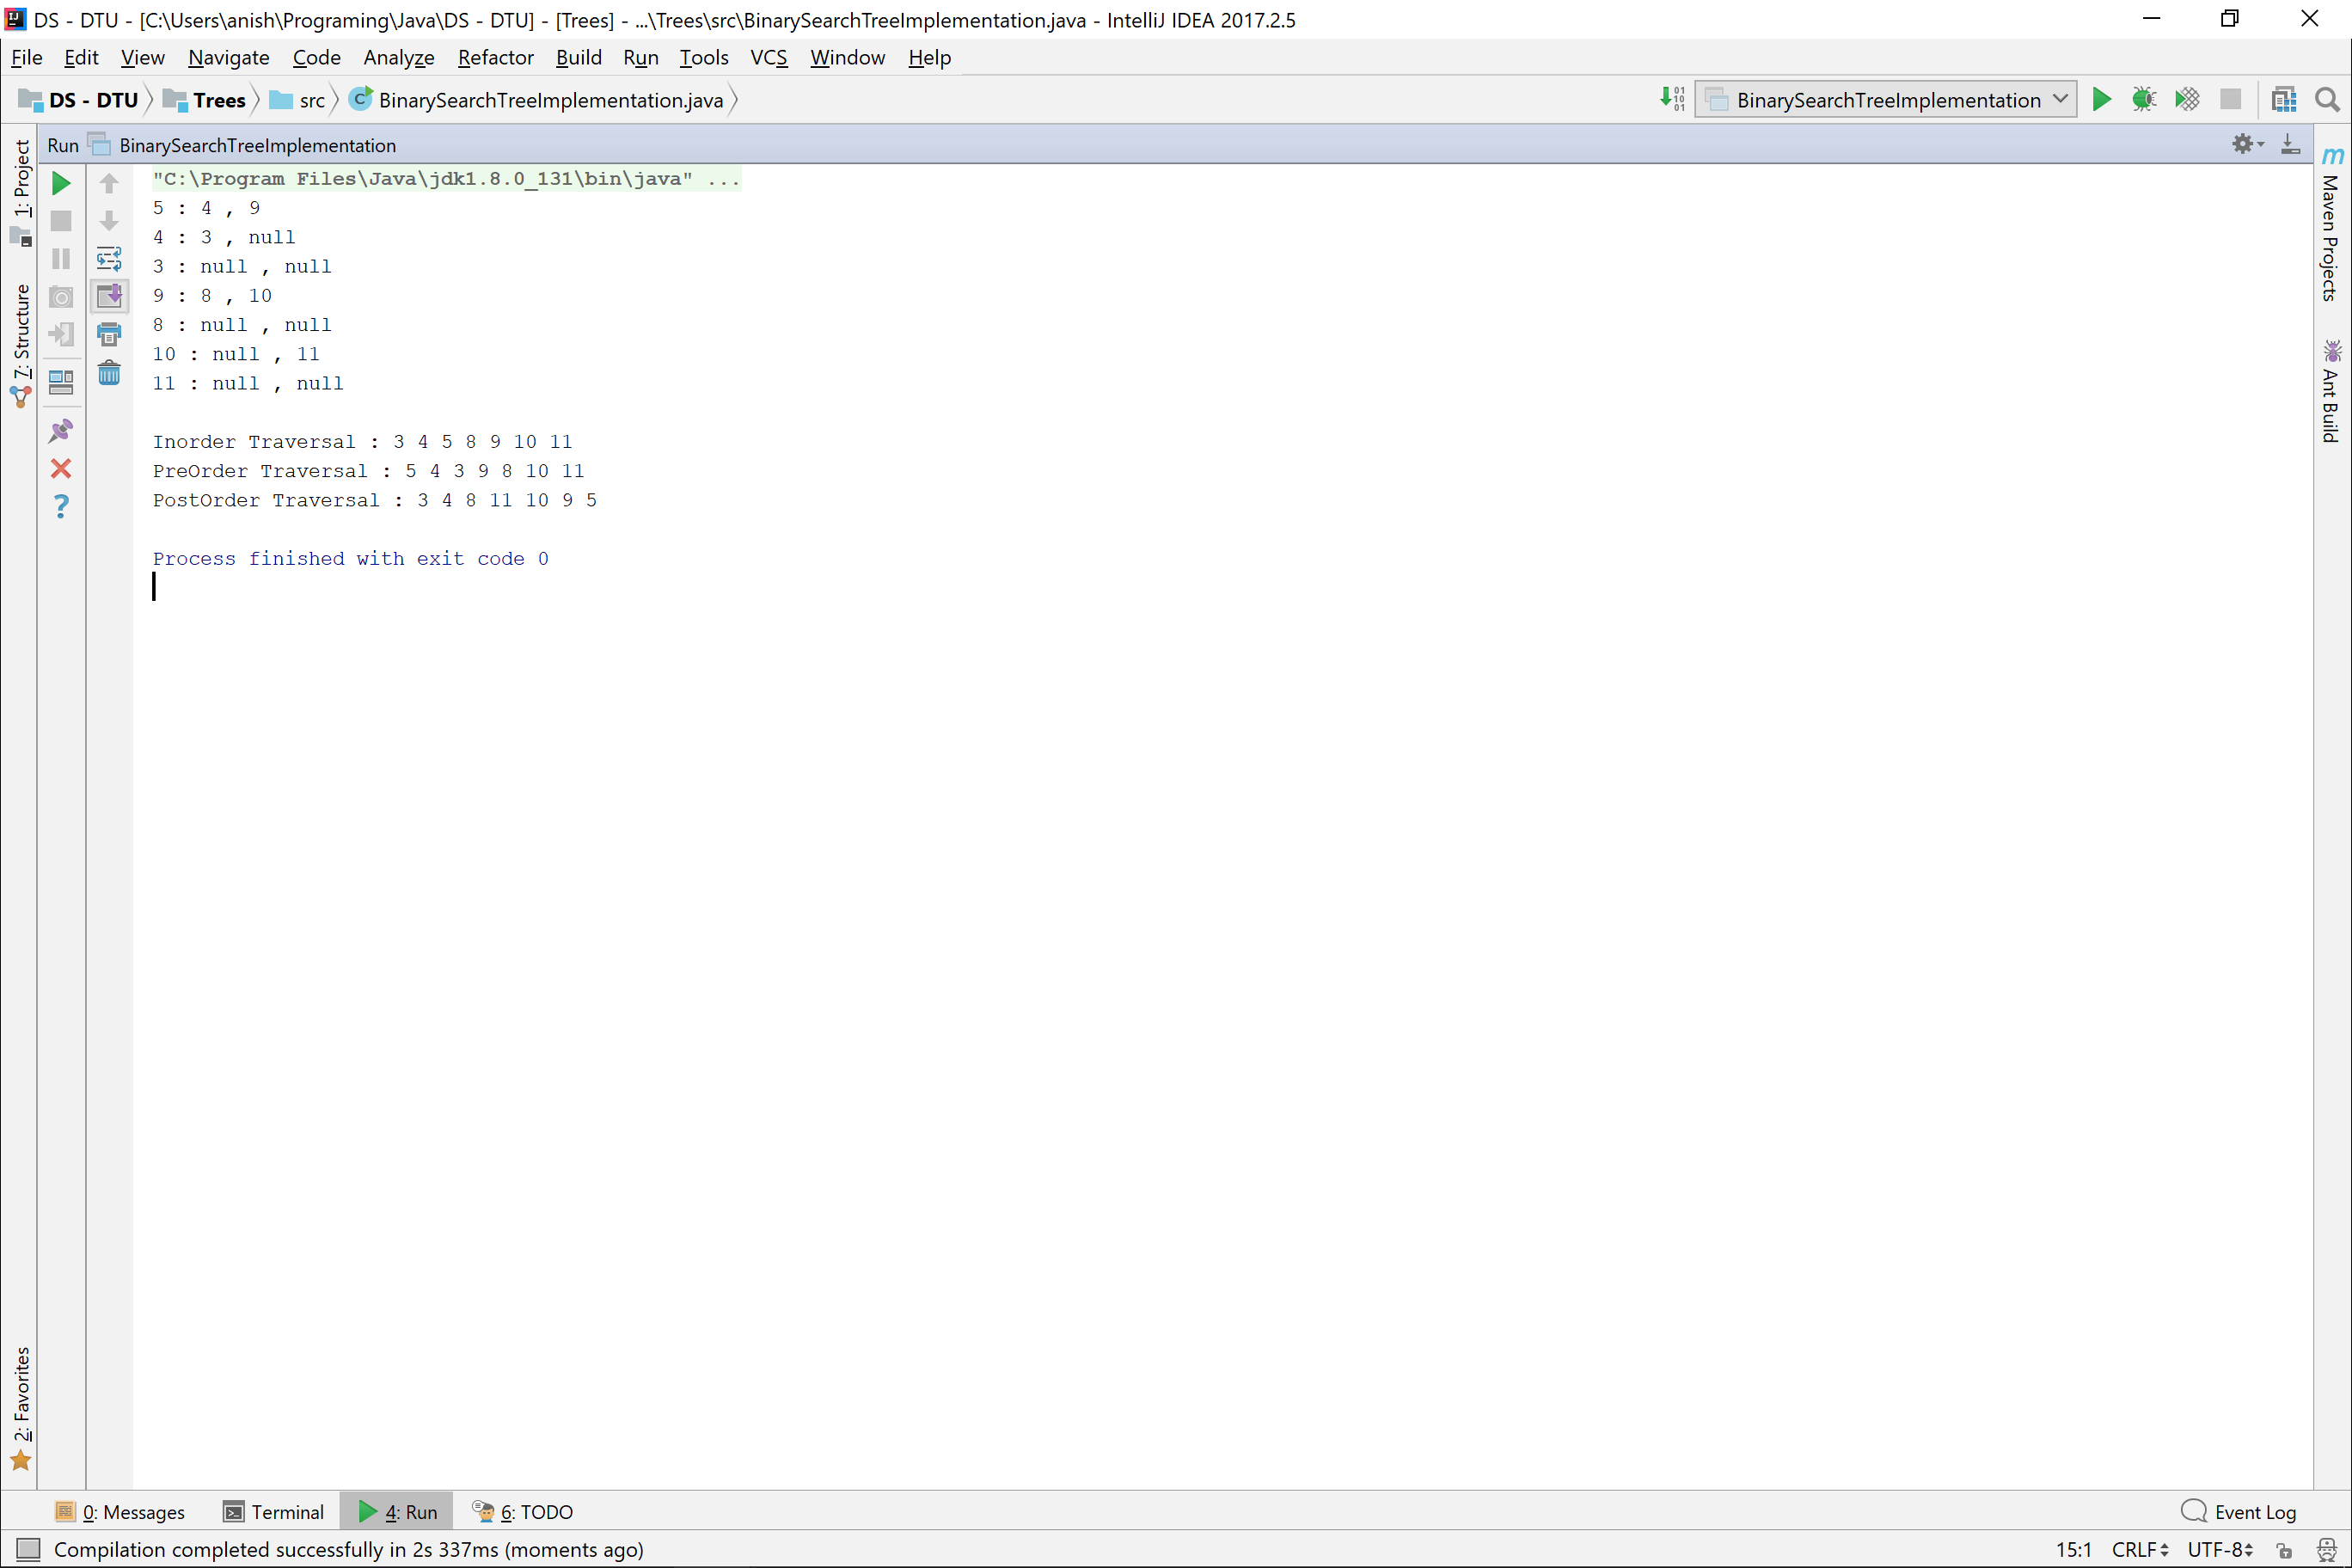 DS - DTU - [C:\Users\anish\Programing\Java\DS - DTU] - [Trees] - ...\Trees\src\BinarySearchTreeImplementation.java - IntelliJ IDEA 2017.2.5
File Edit View Navigate Code Analyze Refactor Build Run Tools VCS Window Help
DS - DTU Trees src BinarySearchTreeImplementation.java BinarySearchTreeImplementation
Run BinarySearchTreeImplementation
1: Project
7: Structure
2: Favorites
"C:\Program Files\Java\jdk1.8.0_131\bin\java" ...
5 : 4 , 9
4 : 3 , null
3 : null , null
9 : 8 , 10
8 : null , null
10 : null , 11
11 : null , null
Inorder Traversal : 3 4 5 8 9 10 11
PreOrder Traversal : 5 4 3 9 8 10 11
PostOrder Traversal : 3 4 8 11 10 9 5
Process finished with exit code 0
Maven Projects
Ant Build
0: Messages Terminal 4: Run 6: TODO Event Log
Compilation completed successfully in 2s 337ms (moments ago) 15:1 CRLF UTF-8